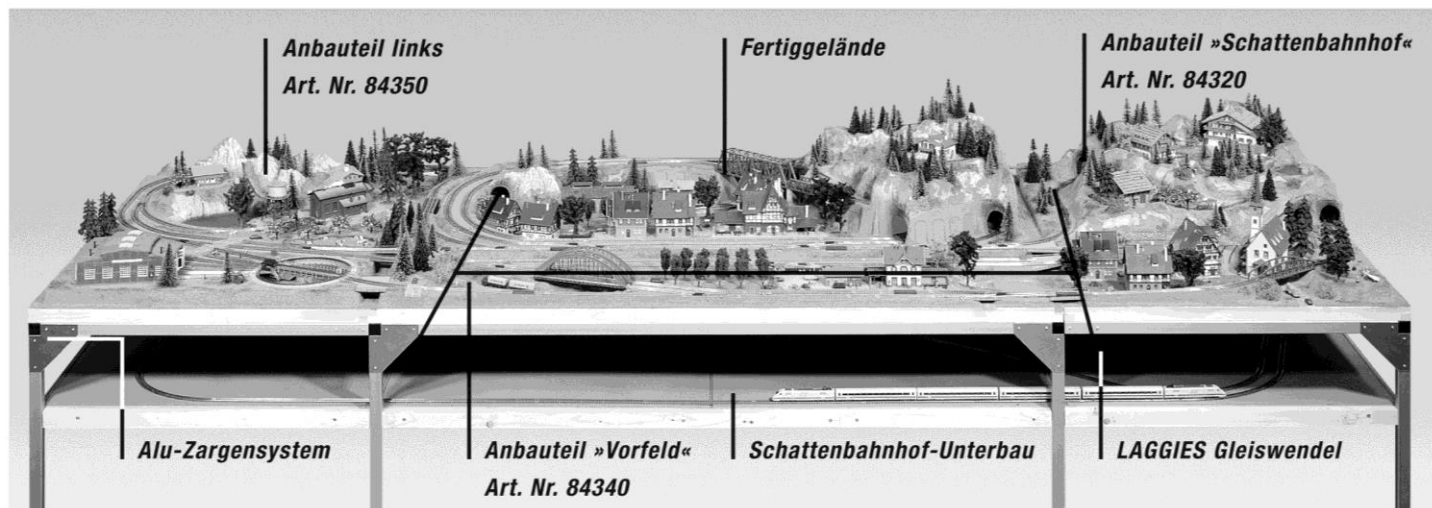 Anbauteil links
Art. Nr. 84350
Fertiggelände
Anbauteil »Schattenbahnhof«
Art. Nr. 84320
Alu-Zargensystem
Anbauteil »Vorfeld«
Art. Nr. 84340
Schattenbahnhof-Unterbau
LAGGIES Gleiswendel